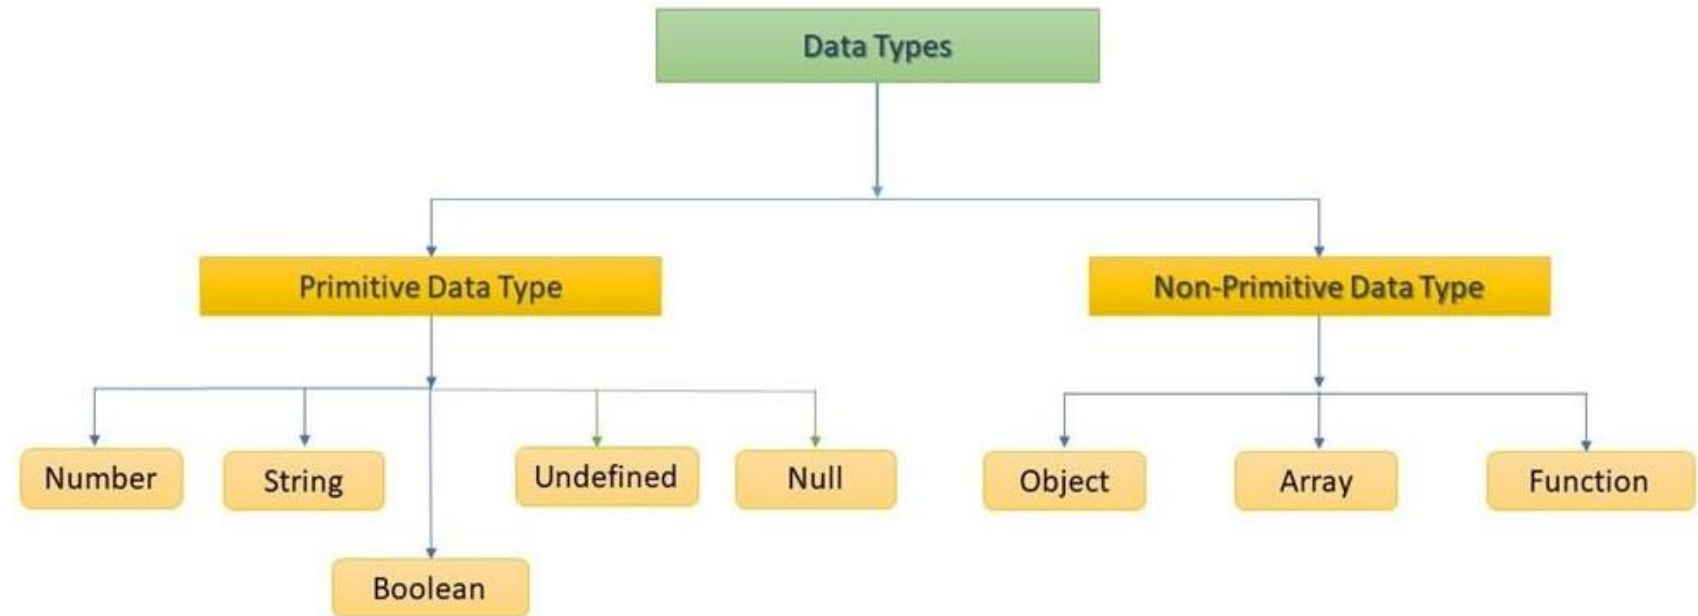 Data Types
Primitive Data Type
Non-Primitive Data Type
Number
String
Undefined
Null
Object
Array
Function
Boolean